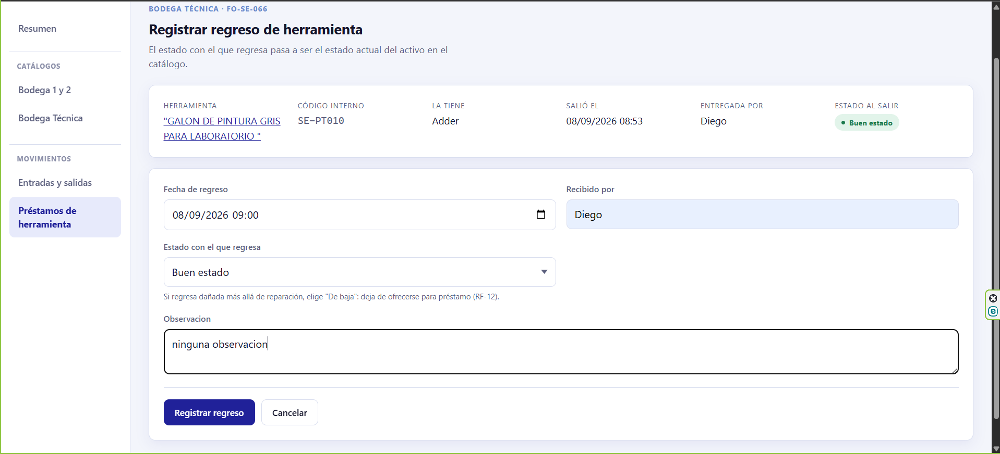 BODEGA TÉCNICA · FO-SE-066
Resumen
Registrar regreso de herramienta
El estado con el que regresa pasa a ser el estado actual del activo en el
catálogo.
CATÁLOGOS
Bodega 1 y 2
Bodega Técnica
MOVIMIENTOS
Entradas y salidas
Préstamos de
herramienta
HERRAMIENTA
"GALON DE PINTURA GRIS
PARA LABORATORIO "
CÓDIGO INTERNO
SE-PT010
LA TIENE
Adder
SALIÓ EL
08/09/2026 08:53
ENTREGADA POR
Diego
ESTADO AL SALIR
Buen estado
Fecha de regreso
08/09/2026 09:00
Recibido por
Diego
Estado con el que regresa
Buen estado
Si regresa dañada más allá de reparación, elige "De baja": deja de ofrecerse para préstamo (RF-12).
Observacion
ninguna observacion
Registrar regreso
Cancelar